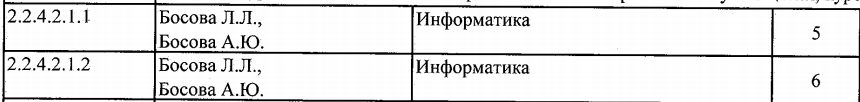 2.2.4.2.1.1 Босова Л.Л., Информатика 5
Босова А.Ю.
2.2.4.2.1.2 Босова Л.Л., Информатика 6
Босова А.Ю.